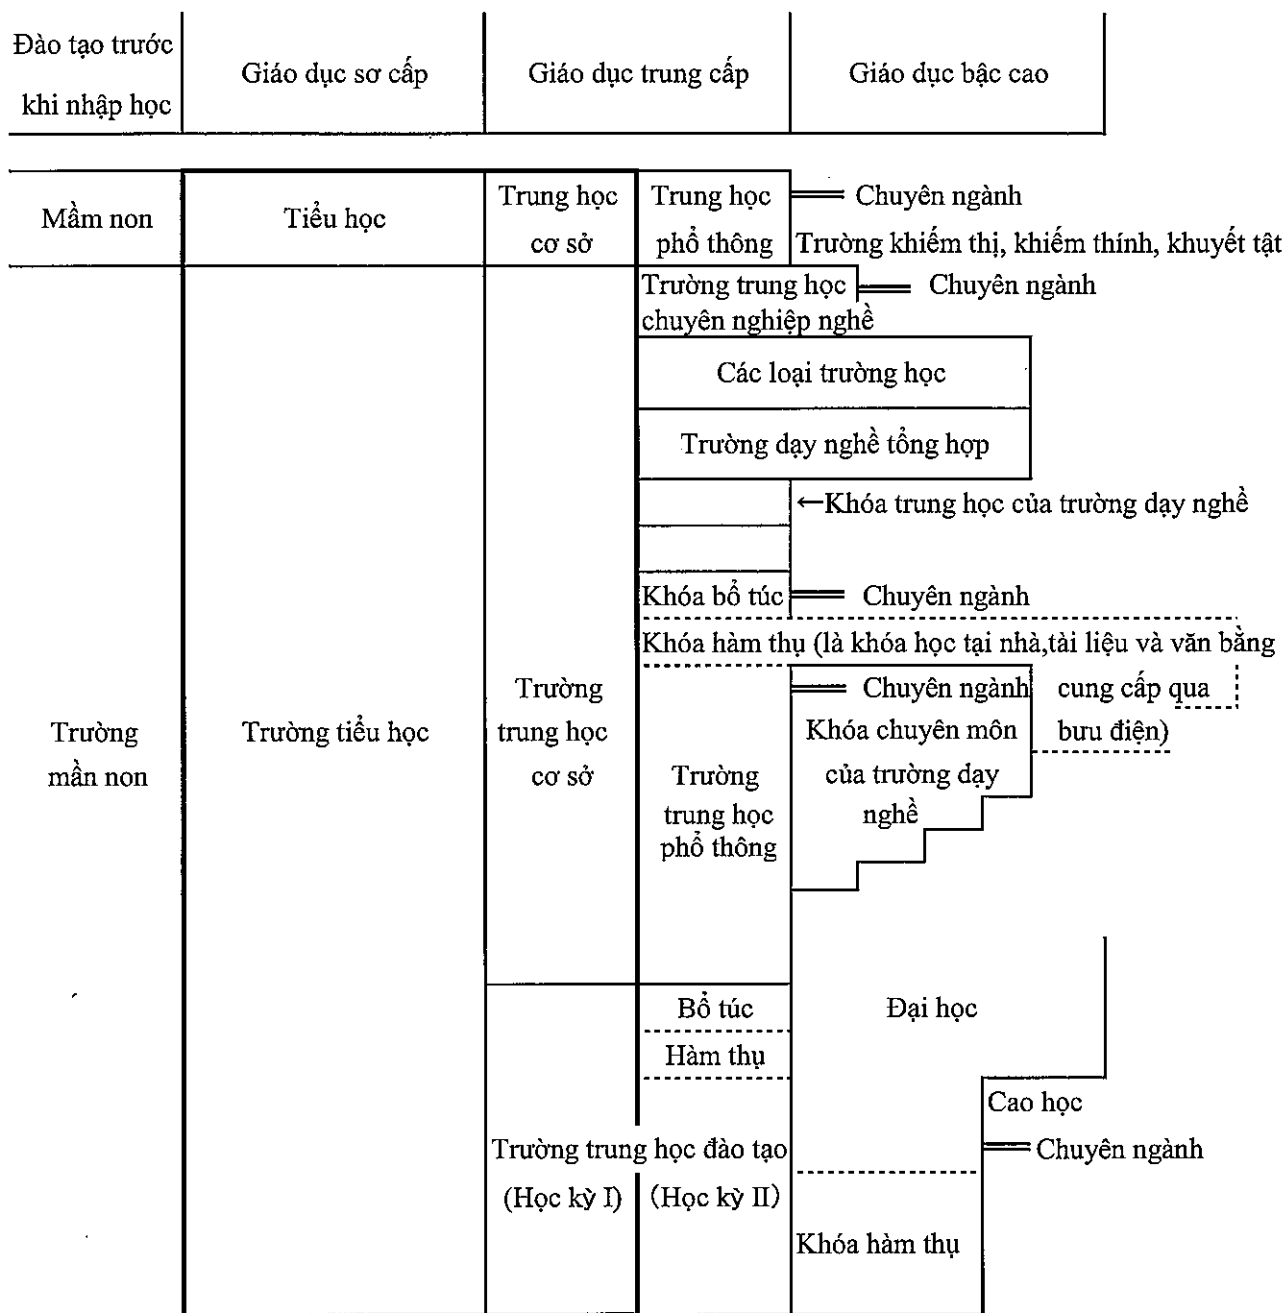 Đào tạo trước
khi nhập học
Giáo dục sơ cấp
Giáo dục trung cấp
Giáo dục bậc cao
Mầm non
Tiểu học
Trung học
cơ sở
Trung học
phổ thông
Chuyên ngành
Trường khiếm thị, khiếm thính, khuyết tật
Trường trung học
chuyên nghiệp nghề
Chuyên ngành
Các loại trường học
Trường dạy nghề tổng hợp
←Khóa trung học của trường dạy nghề
Khóa bổ túc
Chuyên ngành
Khóa hàm thụ (là khóa học tại nhà,tài liệu và văn bằng
cung cấp qua
bưu điện)
Trường
mần non
Trường tiểu học
Trường
trung học
cơ sở
Trường
trung học
phổ thông
Chuyên ngành
Khóa chuyên môn
của trường dạy
nghề
Bổ túc
Hàm thụ
Đại học
Cao học
Chuyên ngành
Trường trung học đào tạo
(Học kỳ I)
(Học kỳ II)
Khóa hàm thụ